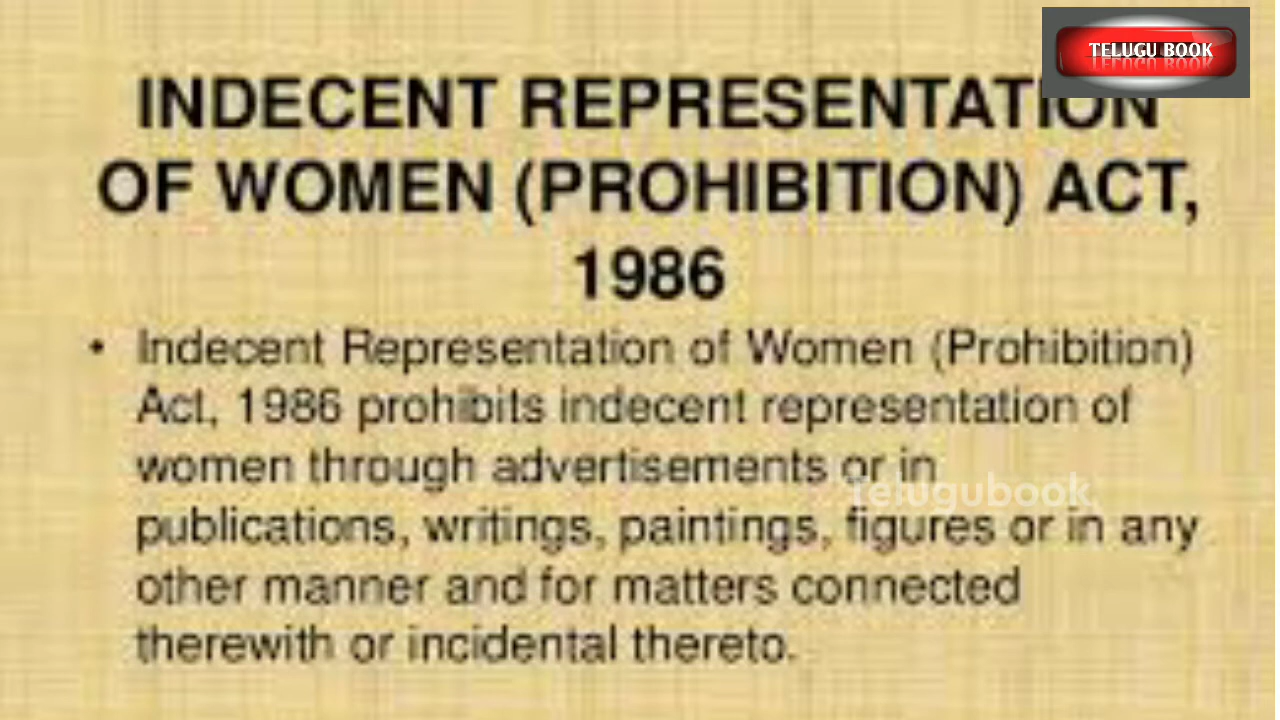 TELUGU BOOK
INDECENT REPRESENTATION
OF WOMEN (PROHIBITION) ACT,
1986
• Indecent Representation of Women (Prohibition)
Act, 1986 prohibits indecent representation of
women through advertisements or in
telugubook
publications, writings, paintings, figures or in any
other manner and for matters connected
therewith or incidental thereto.